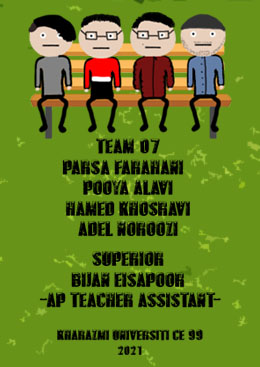 TEAM 07
PARSA FARAHANI
POOYA ALAVI
HAMED KHOSRAVI
ADEL NOROOZI
SUPERIOR
BIJAN EISAPOOR
-AP TEACHER ASSISTANT-
KHARAZMI UNIVERSITI CE 99
2021